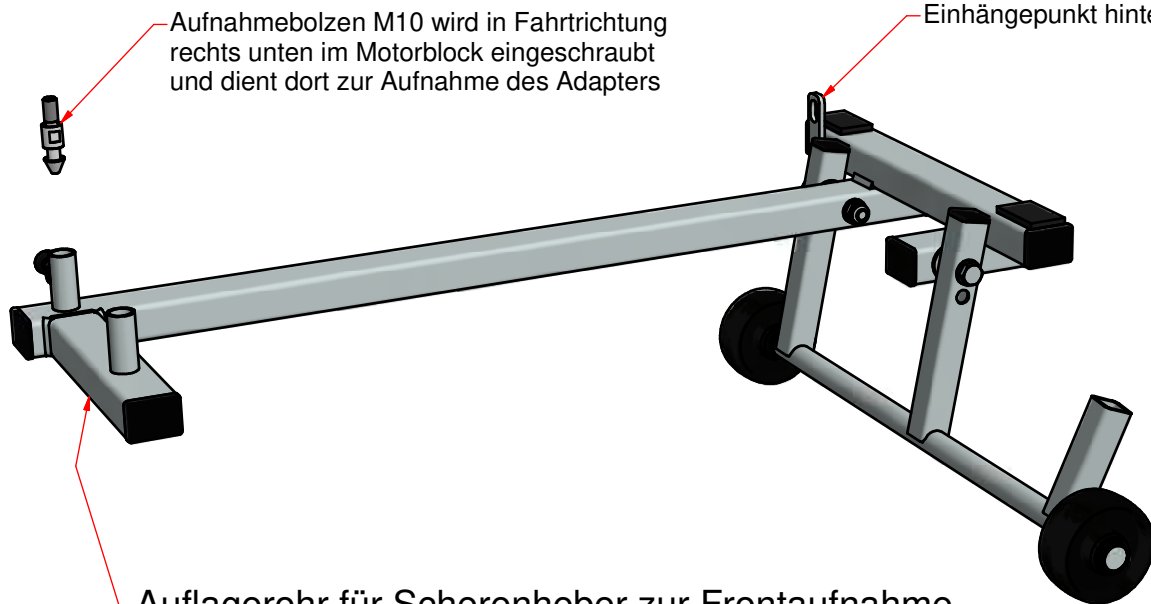 Aufnahmebolzen M10 wird in Fahrtrichtung
rechts unten im Motorblock eingeschraubt
und dient dort zur Aufnahme des Adapters
Einhängepunkt hinte
Auflagerohr für Scherenheber zur Frontaufnahme